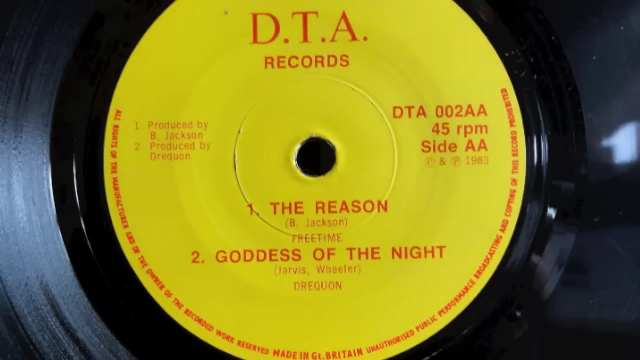 D.T.A.
RECORDS
DTA 002AA
45 rpm
Side AA
© & ℗ 1983
1. Produced by
B. Jackson
2. Produced by
Drequon
1. THE REASON
(B. Jackson)
FREETIME
2. GODDESS OF THE NIGHT
(Jarvis, Wheeler)
DREQUON
ALL RIGHTS OF THE MANUFACTURER AND OF THE OWNER OF THE RECORDED WORK RESERVED MADE IN Gt. BRITAIN UNAUTHORISED PUBLIC PERFORMANCE BROADCASTING AND COPYING OF THIS RECORD PROHIBITED